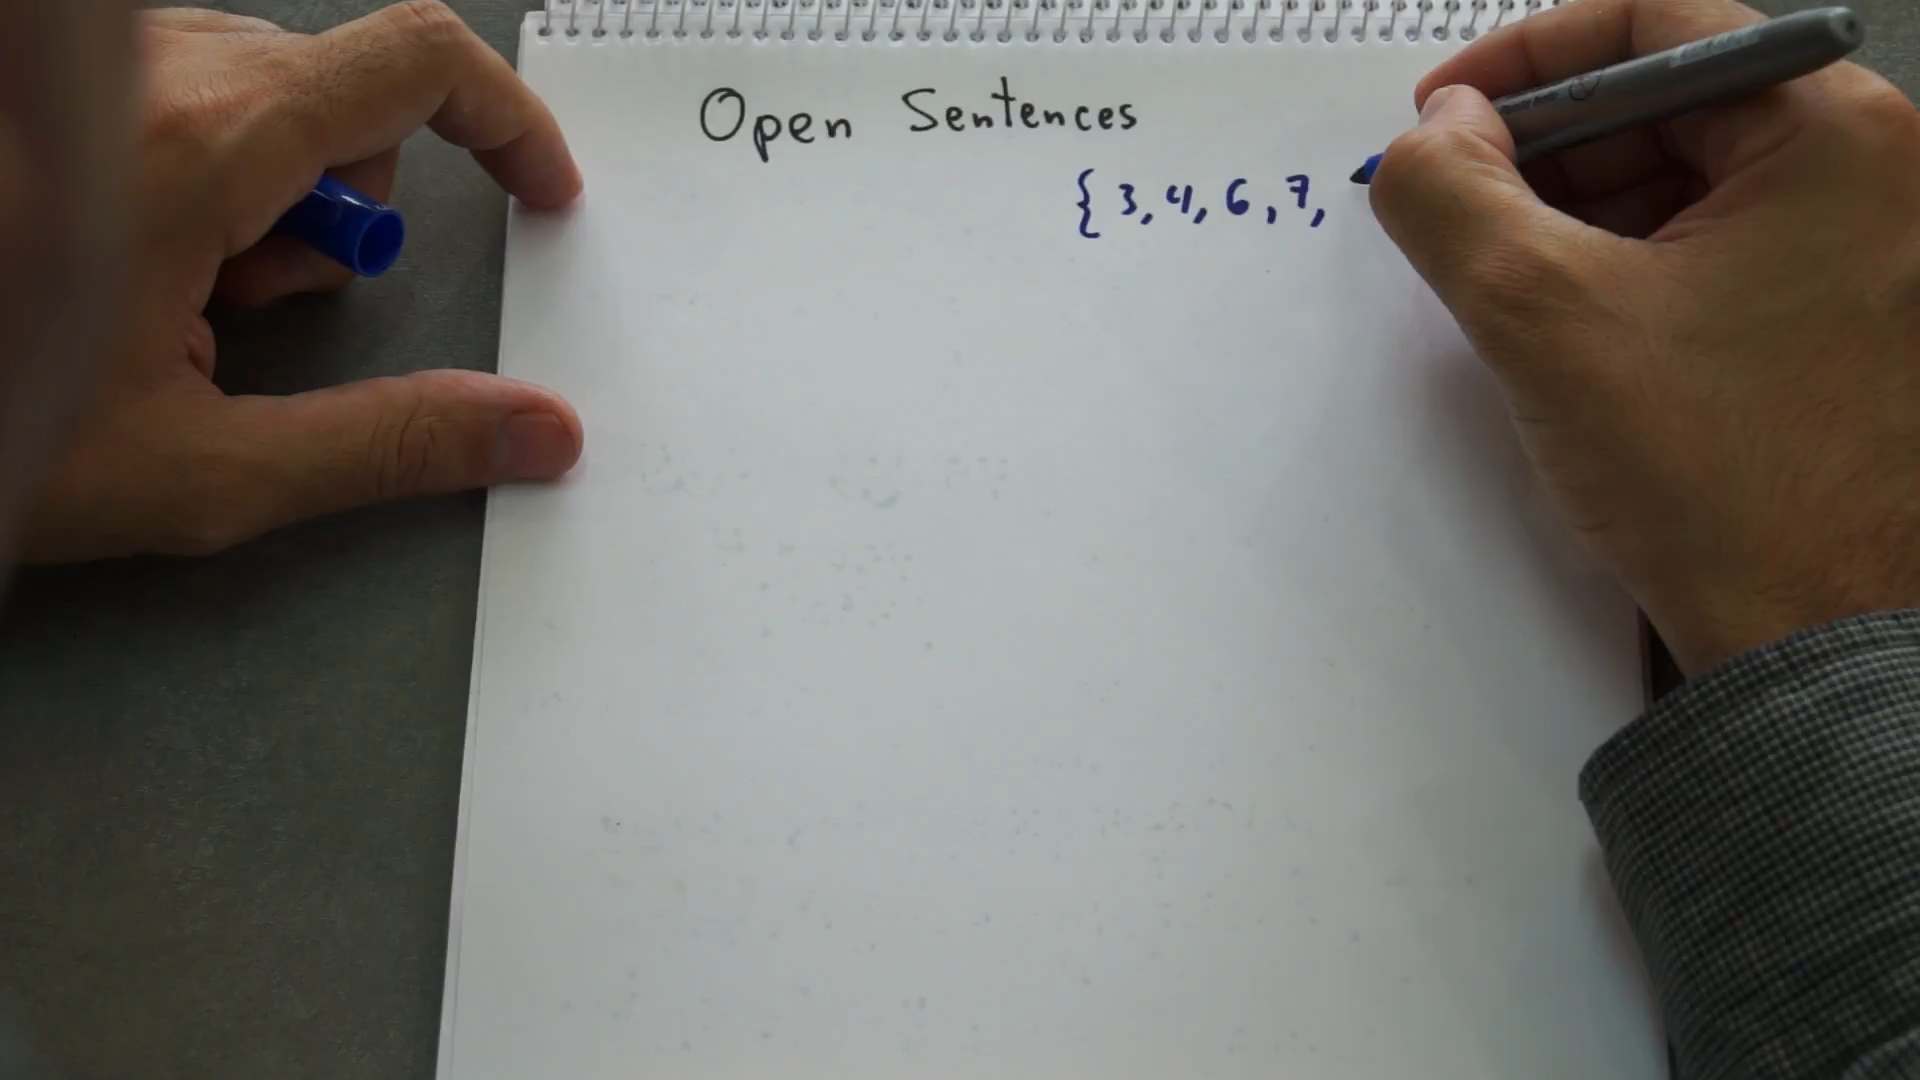 Open Sentences
{ 3, 4, 6, 7,